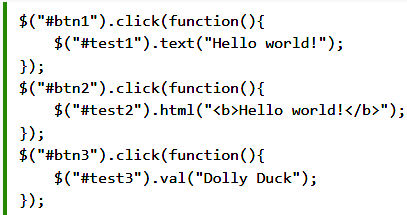 $("#btn1").click(function(){
    $("#test1").text("Hello world!");
});
$("#btn2").click(function(){
    $("#test2").html("<b>Hello world!</b>");
});
$("#btn3").click(function(){
    $("#test3").val("Dolly Duck");
});